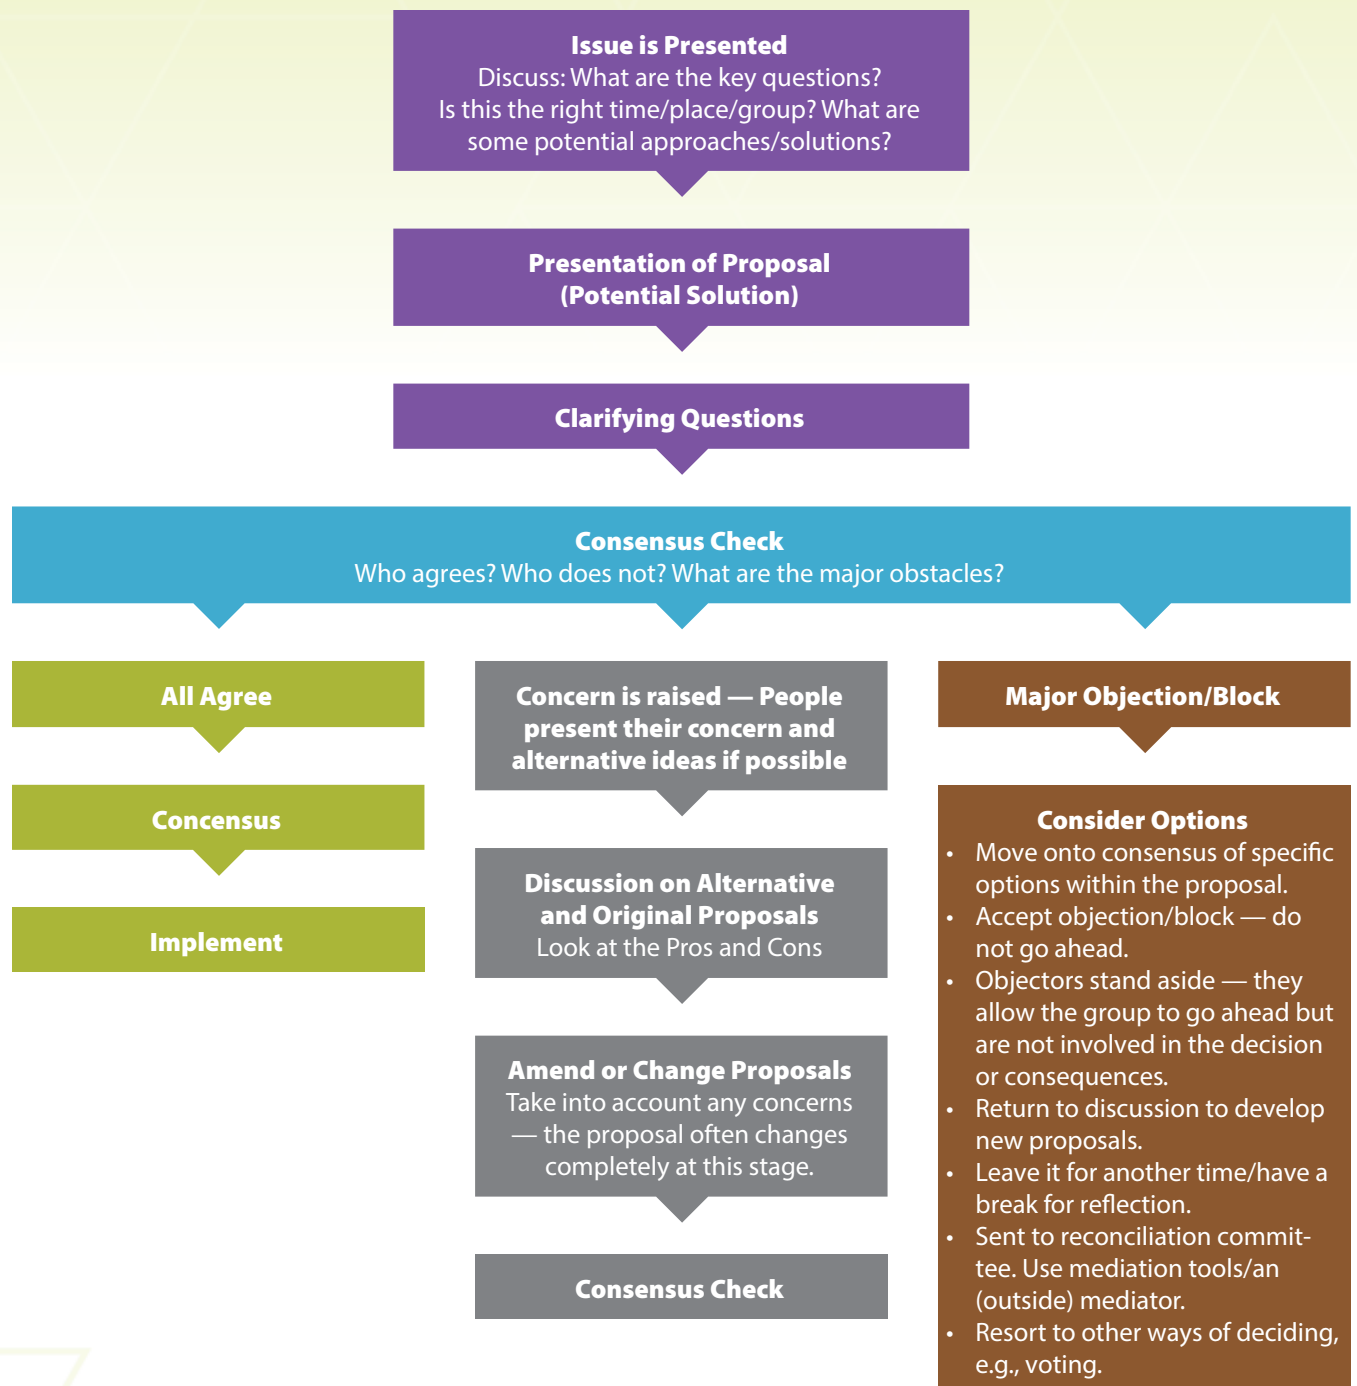 Issue is Presented
Discuss: What are the key questions?
Is this the right time/place/group? What are
some potential approaches/solutions?
Presentation of Proposal
(Potential Solution)
Clarifying Questions
Consensus Check
Who agrees? Who does not? What are the major obstacles?
All Agree
Concensus
Implement
Concern is raised — People
present their concern and
alternative ideas if possible
Discussion on Alternative
and Original Proposals
Look at the Pros and Cons
Amend or Change Proposals
Take into account any concerns
— the proposal often changes
completely at this stage.
Consensus Check
Major Objection/Block
Consider Options
• Move onto consensus of specific
options within the proposal.
• Accept objection/block — do
not go ahead.
• Objectors stand aside — they
allow the group to go ahead but
are not involved in the decision
or consequences.
• Return to discussion to develop
new proposals.
• Leave it for another time/have a
break for reflection.
• Sent to reconciliation commit-
tee. Use mediation tools/an
(outside) mediator.
• Resort to other ways of deciding,
e.g., voting.